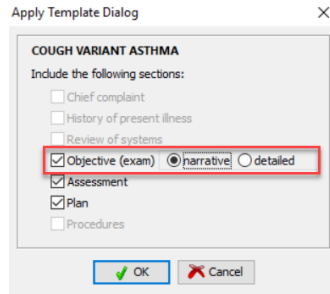 Apply Template Dialog
COUGH VARIANT ASTHMA
Include the following sections:
Chief complaint
History of present illness
Review of systems
Objective (exam) narrative detailed
Assessment
Plan
Procedures
OK Cancel